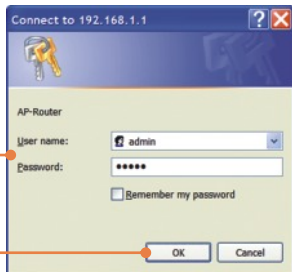 Connect to 192.168.1.1
AP-Router
User name:
admin
Password:
•••••
Remember my password
OK
Cancel